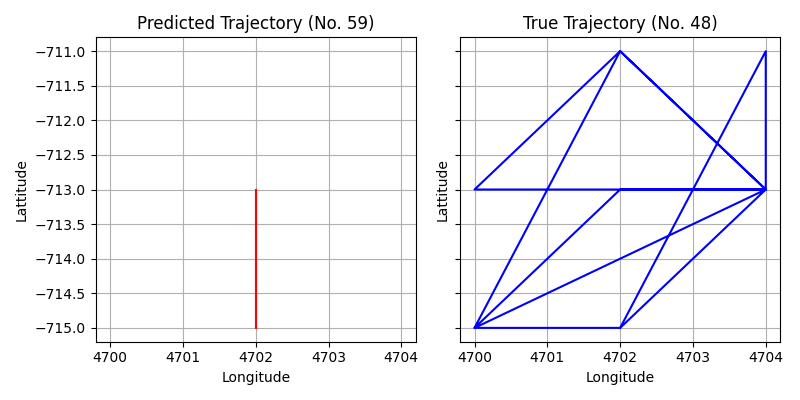 Predicted Trajectory (No. 59)
True Trajectory (No. 48)
−711.0
−711.5
−712.0
−712.5
−713.0
−713.5
−714.0
−714.5
−715.0
Lattitude
Lattitude
4700 4701 4702 4703 4704
4700 4701 4702 4703 4704
Longitude
Longitude